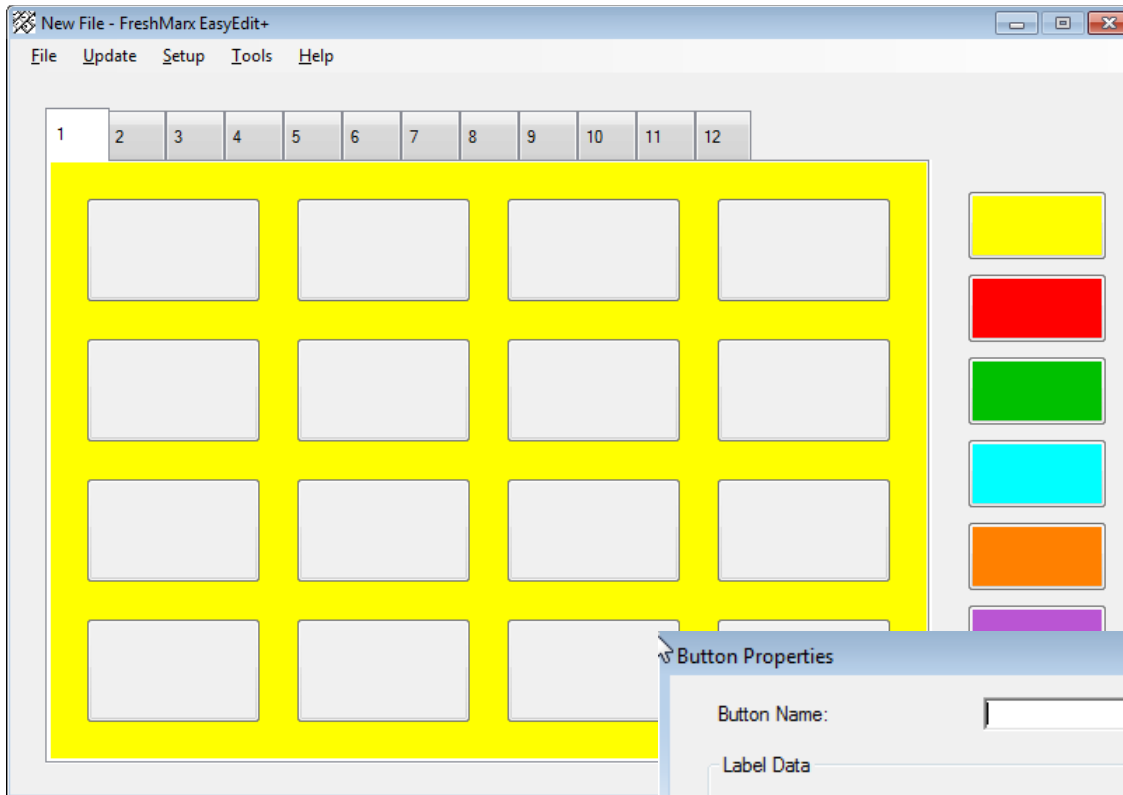 New File - FreshMarx EasyEdit+
File Update Setup Tools Help
1 2 3 4 5 6 7 8 9 10 11 12
Button Properties
Button Name:
Label Data